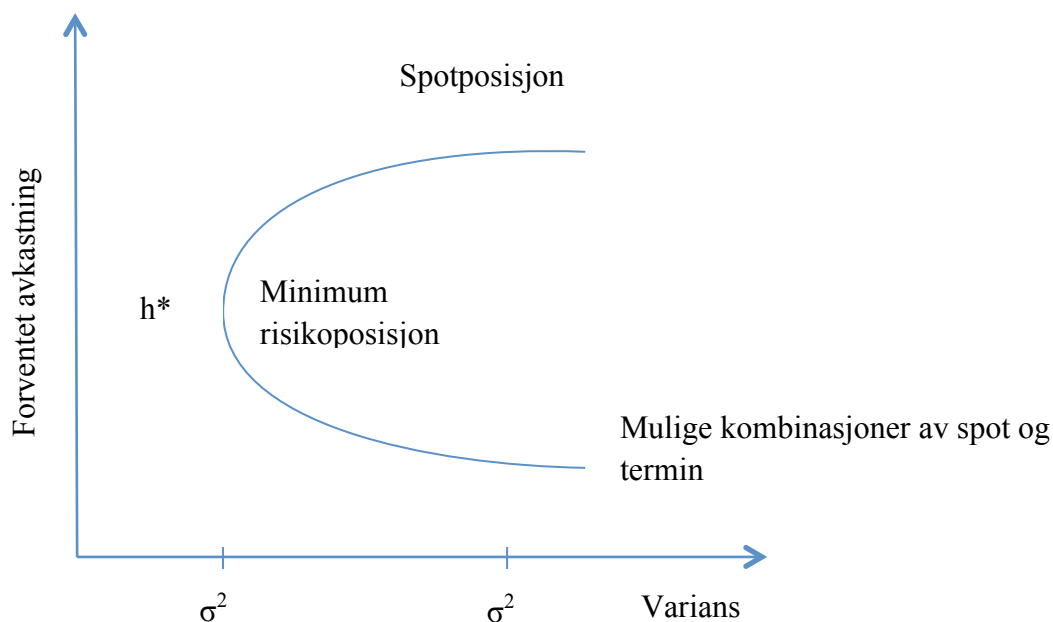 Spotposisjon
Forventet avkastning
h*
Minimum
risikoposisjon
Mulige kombinasjoner av spot og
termin
σ²
σ²
Varians